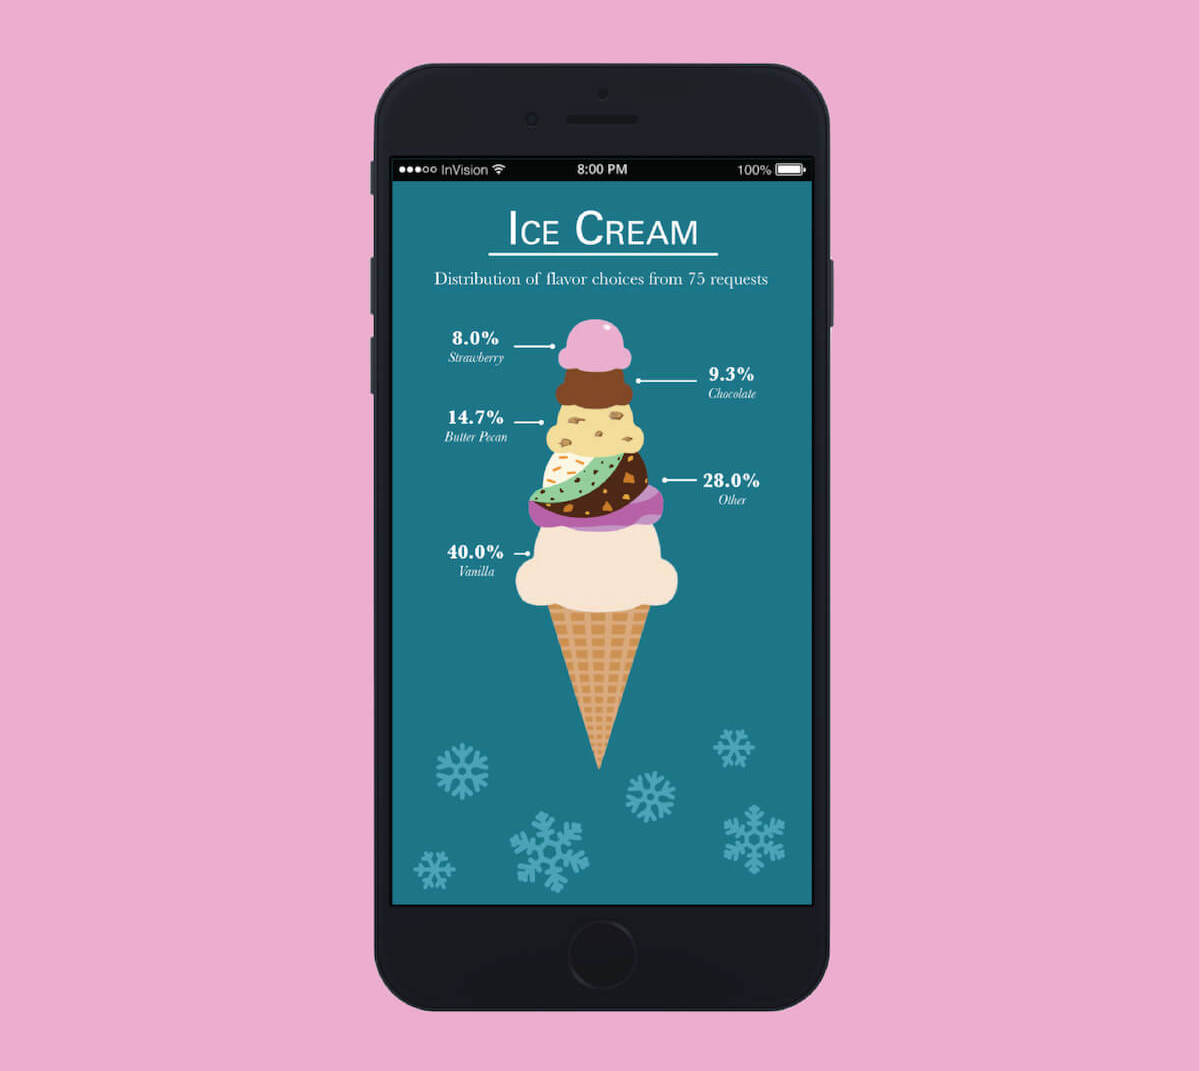 InVision 8:00 PM 100%
ICE CREAM
Distribution of flavor choices from 75 requests
8.0%
Strawberry
9.3%
Chocolate
14.7%
Butter Pecan
28.0%
Other
40.0%
Vanilla